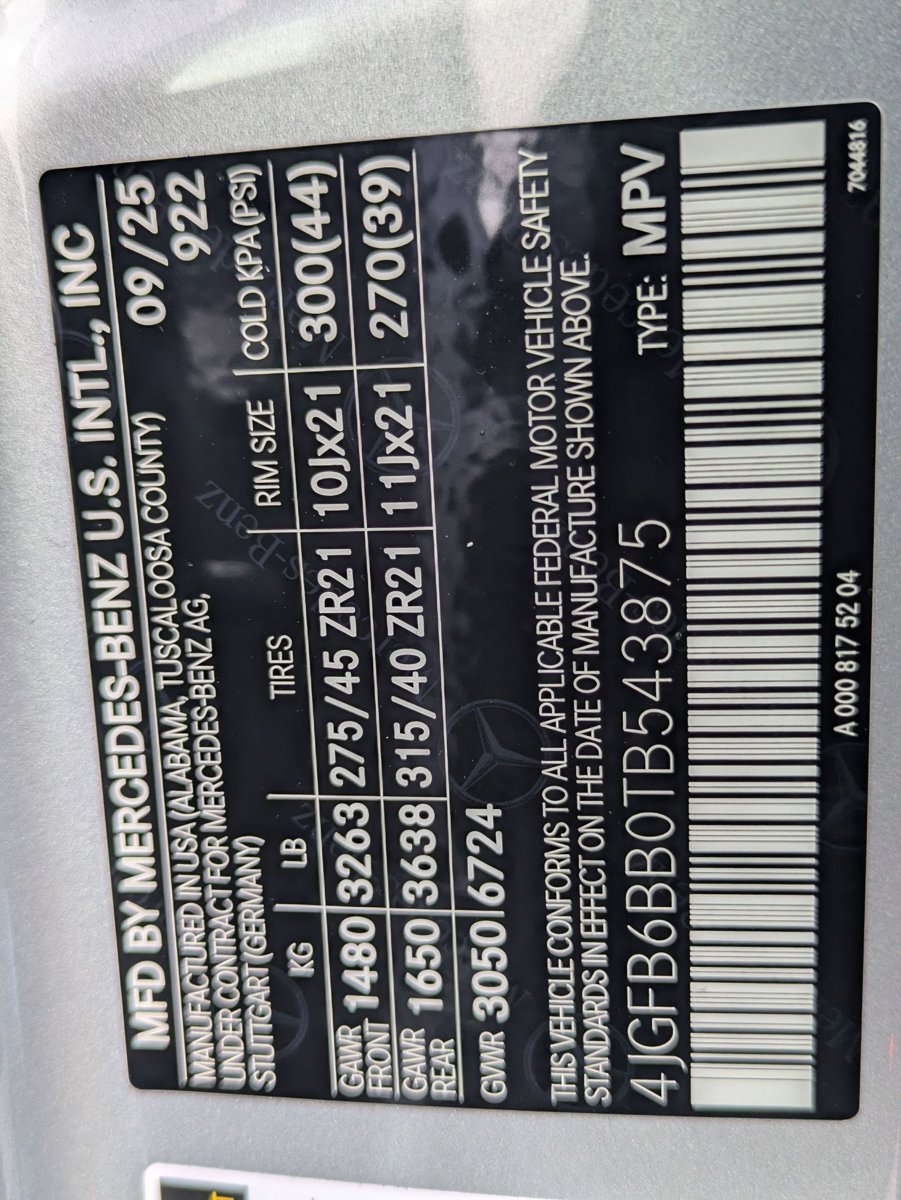 MFD BY MERCEDES-BENZ U.S. INTL., INC
MANUFACTURED IN USA (ALABAMA, TUSCALOOSA COUNTY) 09/25
UNDER CONTRACT FOR MERCEDES-BENZ AG, 922
STUTTGART (GERMANY)
KG LB TIRES RIM SIZE COLD KPA (PSI)
GAWR FRONT 1480 3263 275/45 ZR21 10Jx21 300(44)
GAWR REAR 1650 3638 315/40 ZR21 11Jx21 270(39)
GVWR 3050 6724
THIS VEHICLE CONFORMS TO ALL APPLICABLE FEDERAL MOTOR VEHICLE SAFETY
STANDARDS IN EFFECT ON THE DATE OF MANUFACTURE SHOWN ABOVE.
4JGFB6BB0TB543875 TYPE: MPV
A 000 817 52 04 7044816